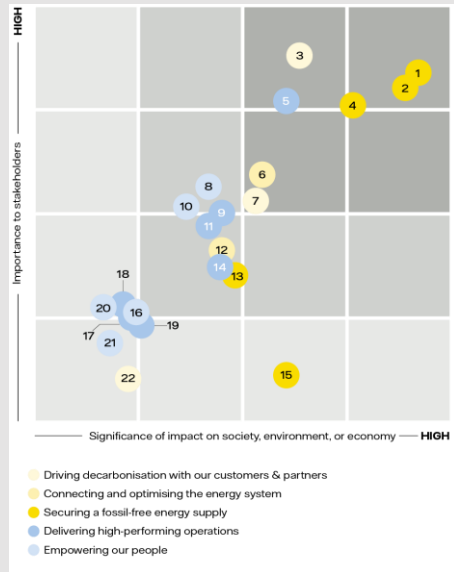 HIGH
Importance to stakeholders
3
1
2
5
4
6
8
7
10
9
11
12
14
13
18
20
16
17
19
21
15
22
Significance of impact on society, environment, or economy HIGH
Driving decarbonisation with our customers & partners
Connecting and optimising the energy system
Securing a fossil-free energy supply
Delivering high-performing operations
Empowering our people